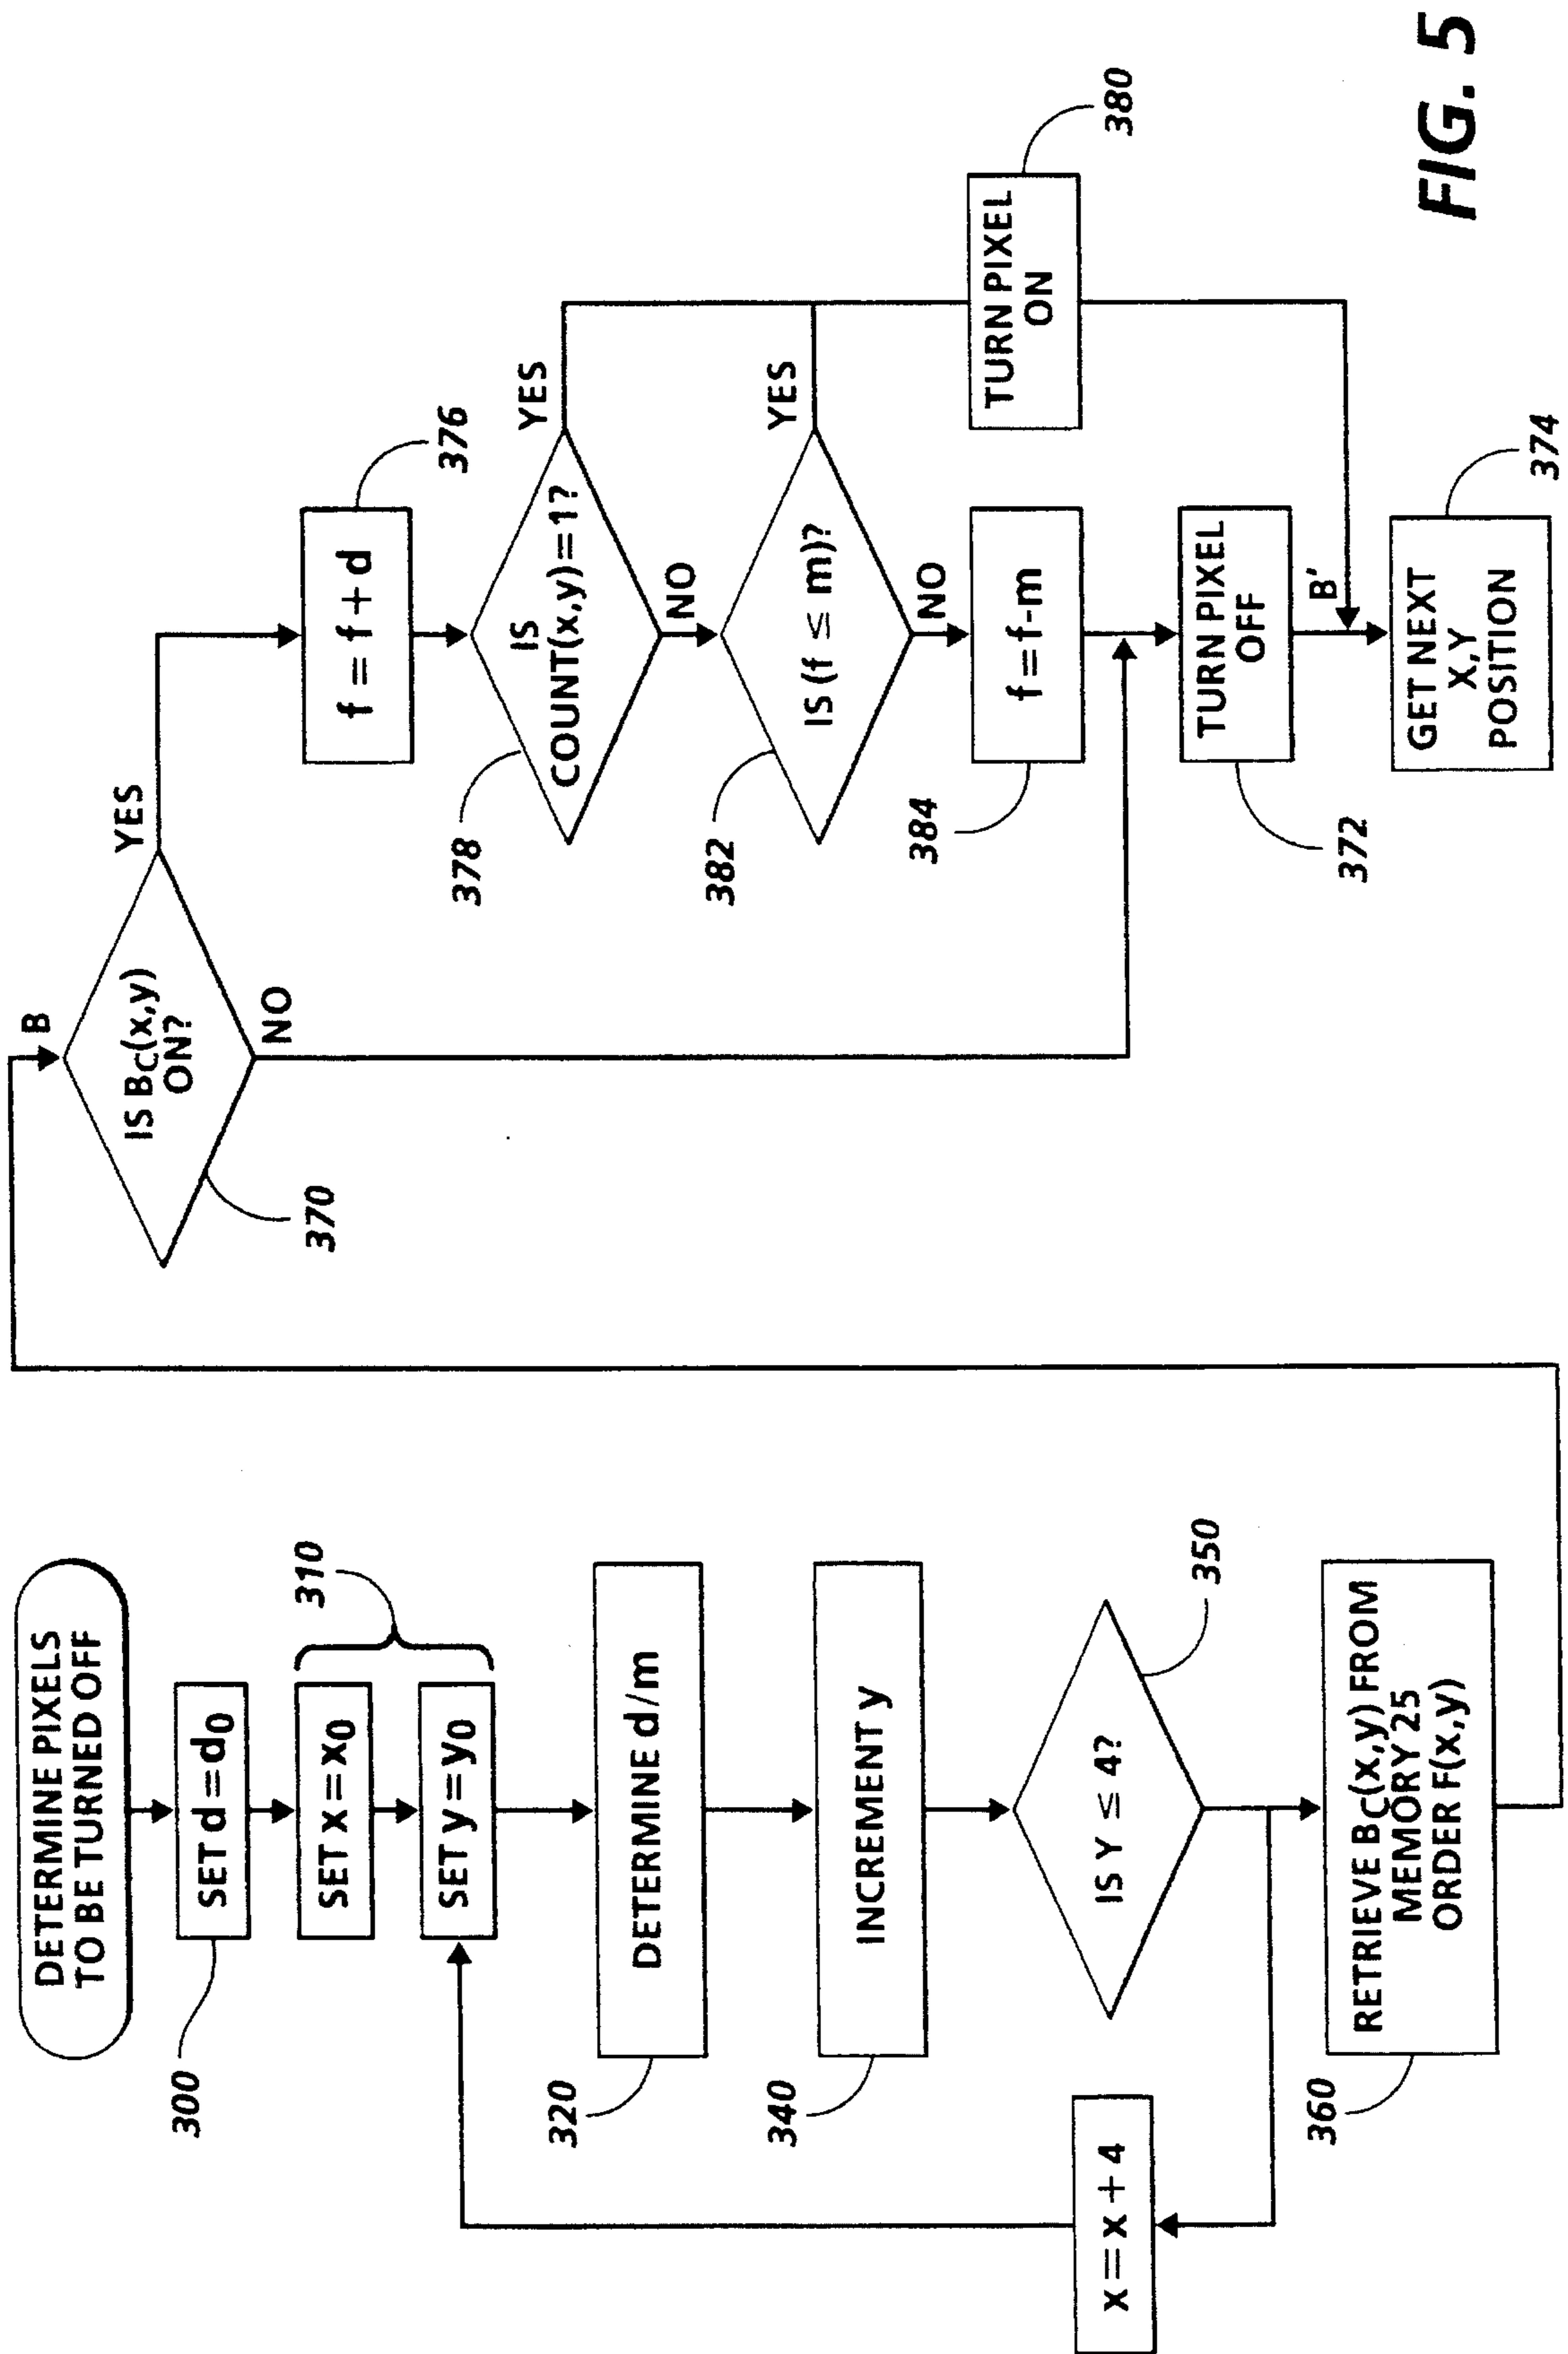 DETERMINE PIXELS
TO BE TURNED OFF
SET d = d0
300
SET x = x0
310
SET y = y0
DETERMINE d/m
320
INCREMENT y
340
IS Y ≤ 4?
350
x = x + 4
RETRIEVE BC(x,y) FROM
MEMORY 25
ORDER F(x,y)
360
B
IS BC(x,y)
ON?
370
YES
NO
f = f + d
376
IS
COUNT(x,y) = 1?
378
YES
NO
IS (f ≤ m)?
382
YES
NO
f = f-m
384
TURN PIXEL
ON
380
TURN PIXEL
OFF
372
B'
GET NEXT
X,Y
POSITION
374
FIG. 5